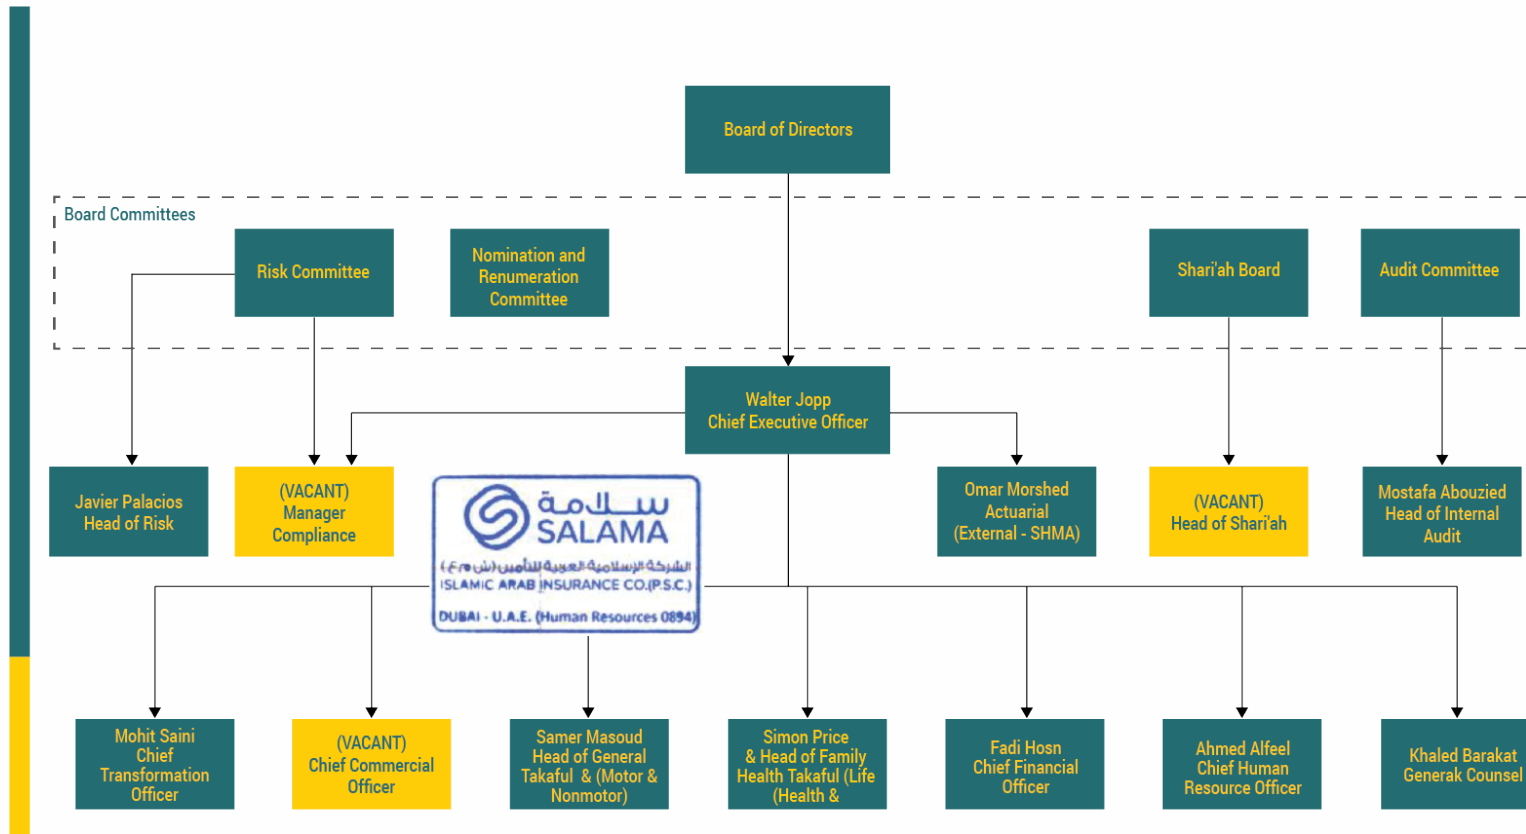 Board of Directors
Board Committees
Risk Committee
Nomination and
Renumeration
Committee
Shari'ah Board
Audit Committee
Walter Jopp
Chief Executive Officer
Javier Palacios
Head of Risk
(VACANT)
Manager
Compliance
سلامة
SALAMA
الشركة الإسلامية العربية للتأمين (ش.م.ع)
ISLAMIC ARAB INSURANCE CO.(P.S.C.)
DUBAI - U.A.E. (Human Resources 0894)
Omar Morshed
Actuarial
(External - SHMA)
(VACANT)
Head of Shari'ah
Mostafa Abouzied
Head of Internal
Audit
Mohit Saini
Chief
Transformation
Officer
(VACANT)
Chief Commercial
Officer
Samer Masoud
Head of General
Takaful & (Motor &
Nonmotor)
Simon Price
& Head of Family
Health Takaful (Life
(Health &
Fadi Hosn
Chief Financial
Officer
Ahmed Alfeel
Chief Human
Resource Officer
Khaled Barakat
Generak Counsel